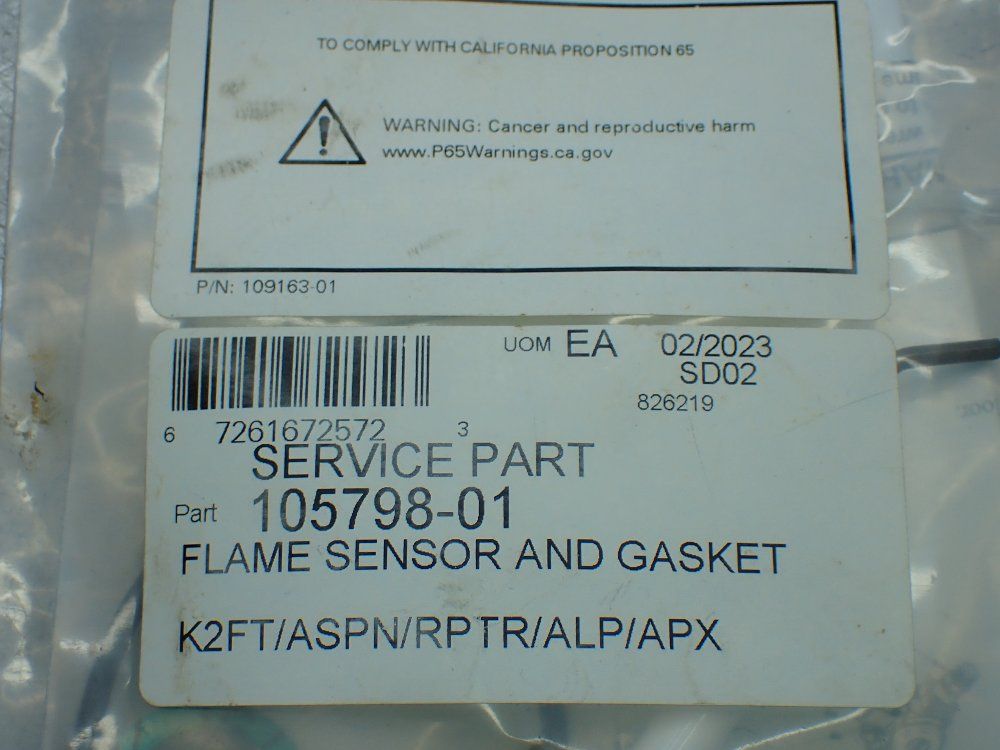 TO COMPLY WITH CALIFORNIA PROPOSITION 65
WARNING: Cancer and reproductive harm
www.P65Warnings.ca.gov
P/N: 109163-01
UOM EA 02/2023
SD02
826219
6 7261672572 3
SERVICE PART
Part 105798-01
FLAME SENSOR AND GASKET
K2FT/ASPN/RPTR/ALP/APX